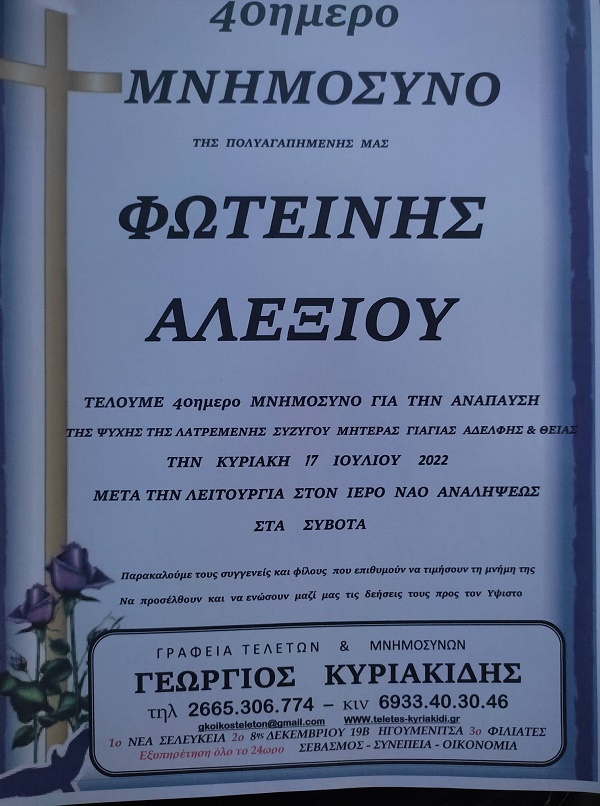 40ημερο
ΜΝΗΜΟΣΥΝΟ
ΤΗΣ ΠΟΛΥΑΓΑΠΗΜΕΝΗΣ ΜΑΣ
ΦΩΤΕΙΝΗΣ
ΑΛΕΞΙΟΥ
ΤΕΛΟΥΜΕ 40ημερο ΜΝΗΜΟΣΥΝΟ ΓΙΑ ΤΗΝ ΑΝΑΠΑΥΣΗ
ΤΗΣ ΨΥΧΗΣ ΤΗΣ ΛΑΤΡΕΜΕΝΗΣ ΣΥΖΥΓΟΥ ΜΗΤΕΡΑΣ ΓΙΑΓΙΑΣ ΑΔΕΛΦΗΣ & ΘΕΙΑΣ
ΤΗΝ ΚΥΡΙΑΚΗ 17 ΙΟΥΛΙΟΥ 2022
ΜΕΤΑ ΤΗΝ ΛΕΙΤΟΥΡΓΙΑ ΣΤΟΝ ΙΕΡΟ ΝΑΟ ΑΝΑΛΗΨΕΩΣ
ΣΤΑ ΣΥΒΟΤΑ
Παρακαλούμε τους συγγενείς και φίλους που επιθυμούν να τιμήσουν τη μνήμη της
Να προσέλθουν και να ενώσουν μαζί μας τις δεήσεις τους προς τον Υψιστο
ΓΡΑΦΕΙΑ ΤΕΛΕΤΩΝ & ΜΝΗΜΟΣΥΝΩΝ
ΓΕΩΡΓΙΟΣ ΚΥΡΙΑΚΙΔΗΣ
τηλ 2665.306.774 – κιν 6933.40.30.46
gkoikosteleton@gmail.com WWW.teletes-kyriakidi.gr
1ο ΝΕΑ ΣΕΛΕΥΚΕΙΑ 2ο 8ης ΔΕΚΕΜΒΡΙΟΥ 19Β ΗΓΟΥΜΕΝΙΤΣΑ 3ο ΦΙΛΙΑΤΕΣ
Εξυπηρέτηση όλο το 24ωρο ΣΕΒΑΣΜΟΣ - ΣΥΝΕΠΕΙΑ - ΟΙΚΟΝΟΜΙΑ